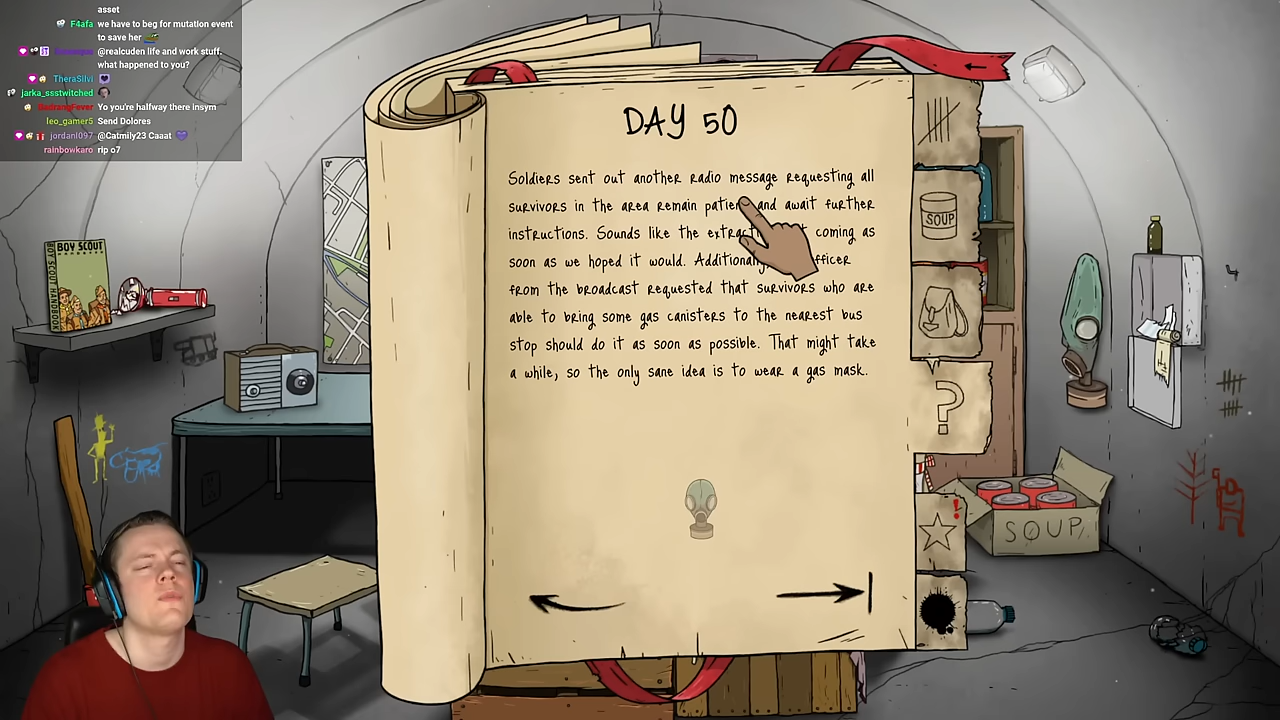 asset
F4afa we have to beg for mutation event
to save her
@realcuden life and work stuff.
what happened to you?
TheraSilvi
jarka_ssstwitched
Yo you're halfway there insym
leo_gamer5 Send Dolores
jordanl097 @Catmily23 Caaat
rainbowkaro rip o7
DAY 50
Soldiers sent out another radio message requesting all
survivors in the area remain and await further
instructions. Sounds like the coming as
soon as we hoped it would.
from the broadcast requested that survivors who are
able to bring some gas canisters to the nearest bus
stop should do it as soon as possible. That might take
a while, so the only sane idea is to wear a gas mask.
SOUP
?
!
BOY SCOUT
BOY SCOUT HANDBOOK
SOUP